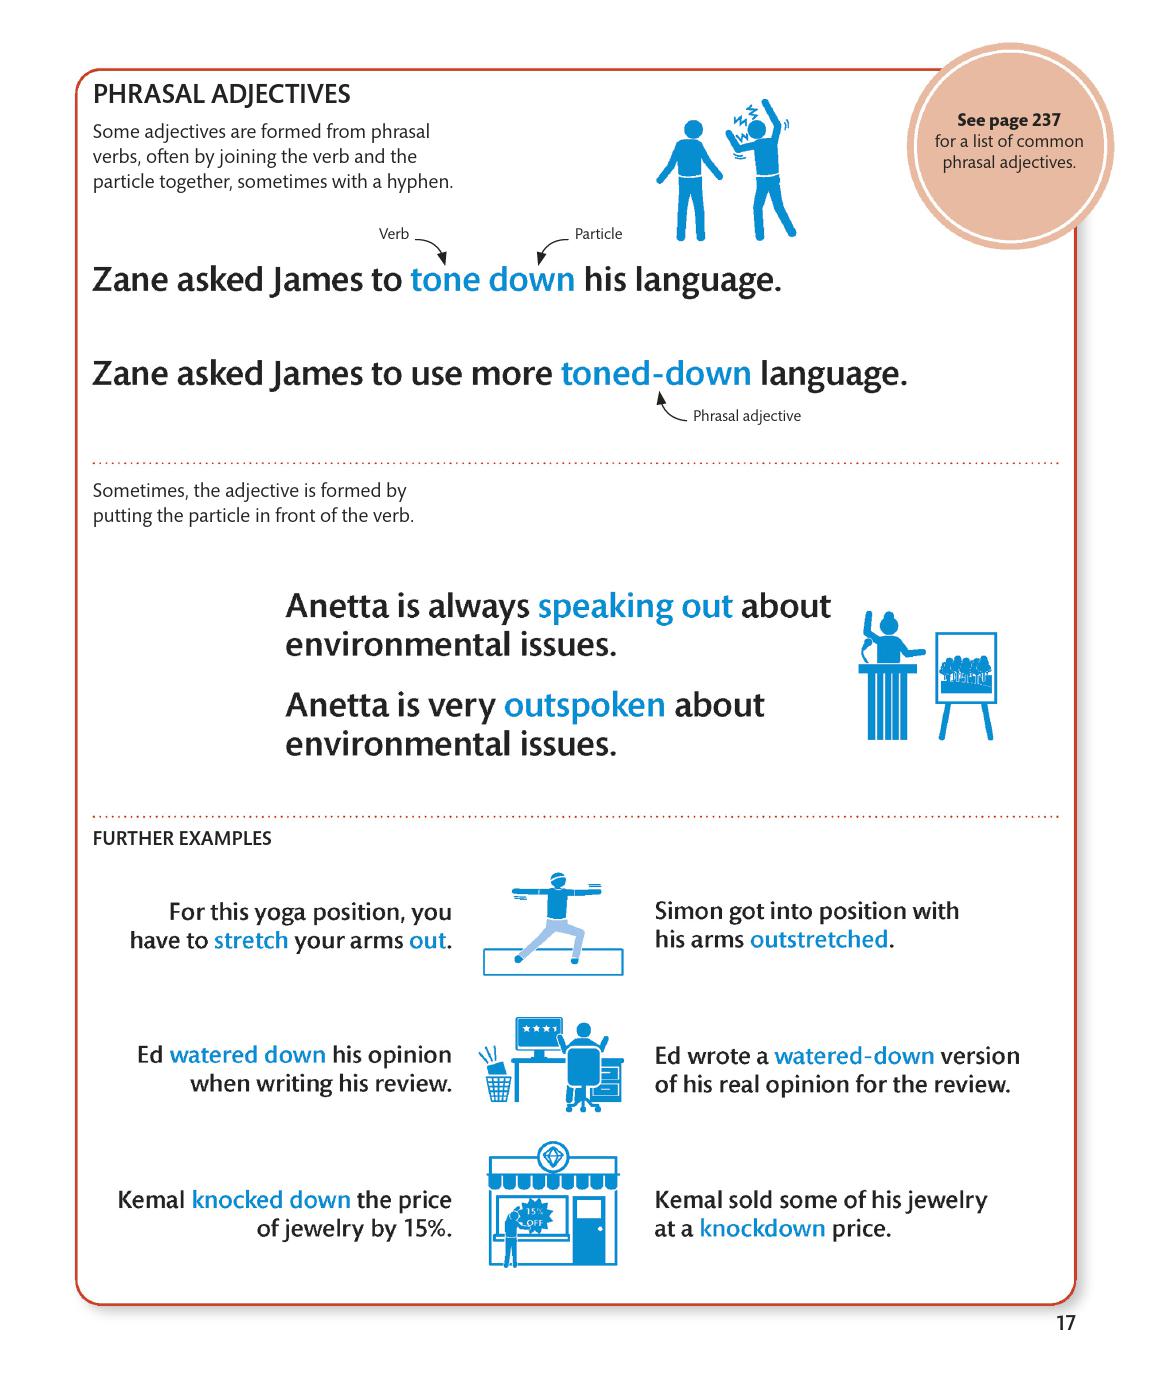 PHRASAL ADJECTIVES
Some adjectives are formed from phrasal
verbs, often by joining the verb and the
particle together, sometimes with a hyphen.
See page 237
for a list of common
phrasal adjectives.
Verb
Particle
Zane asked James to tone down his language.
Zane asked James to use more toned-down language.
Phrasal adjective
Sometimes, the adjective is formed by
putting the particle in front of the verb.
Anetta is always speaking out about
environmental issues.
Anetta is very outspoken about
environmental issues.
FURTHER EXAMPLES
For this yoga position, you
have to stretch your arms out.
Simon got into position with
his arms outstretched.
Ed watered down his opinion
when writing his review.
Ed wrote a watered-down version
of his real opinion for the review.
Kemal knocked down the price
of jewelry by 15%.
15%
OFF
Kemal sold some of his jewelry
at a knockdown price.
17